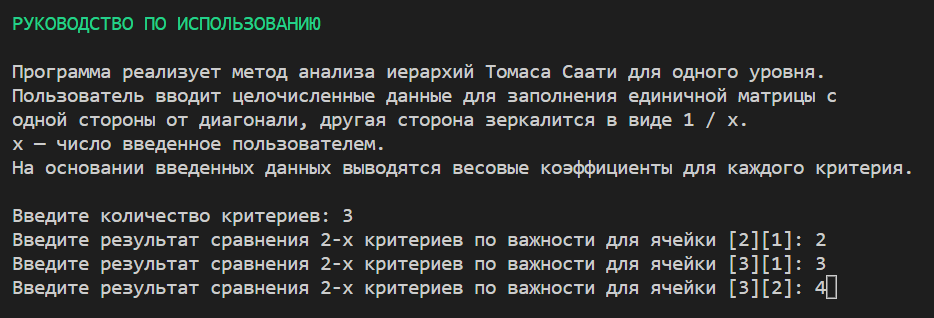 РУКОВОДСТВО ПО ИСПОЛЬЗОВАНИЮ
Программа реализует метод анализа иерархий Томаса Саати для одного уровня.
Пользователь вводит целочисленные данные для заполнения единичной матрицы с
одной стороны от диагонали, другая сторона зеркалится в виде 1 / x.
x — число введенное пользователем.
На основании введенных данных выводятся весовые коэффициенты для каждого критерия.
Введите количество критериев: 3
Введите результат сравнения 2-х критериев по важности для ячейки [2][1]: 2
Введите результат сравнения 2-х критериев по важности для ячейки [3][1]: 3
Введите результат сравнения 2-х критериев по важности для ячейки [3][2]: 4